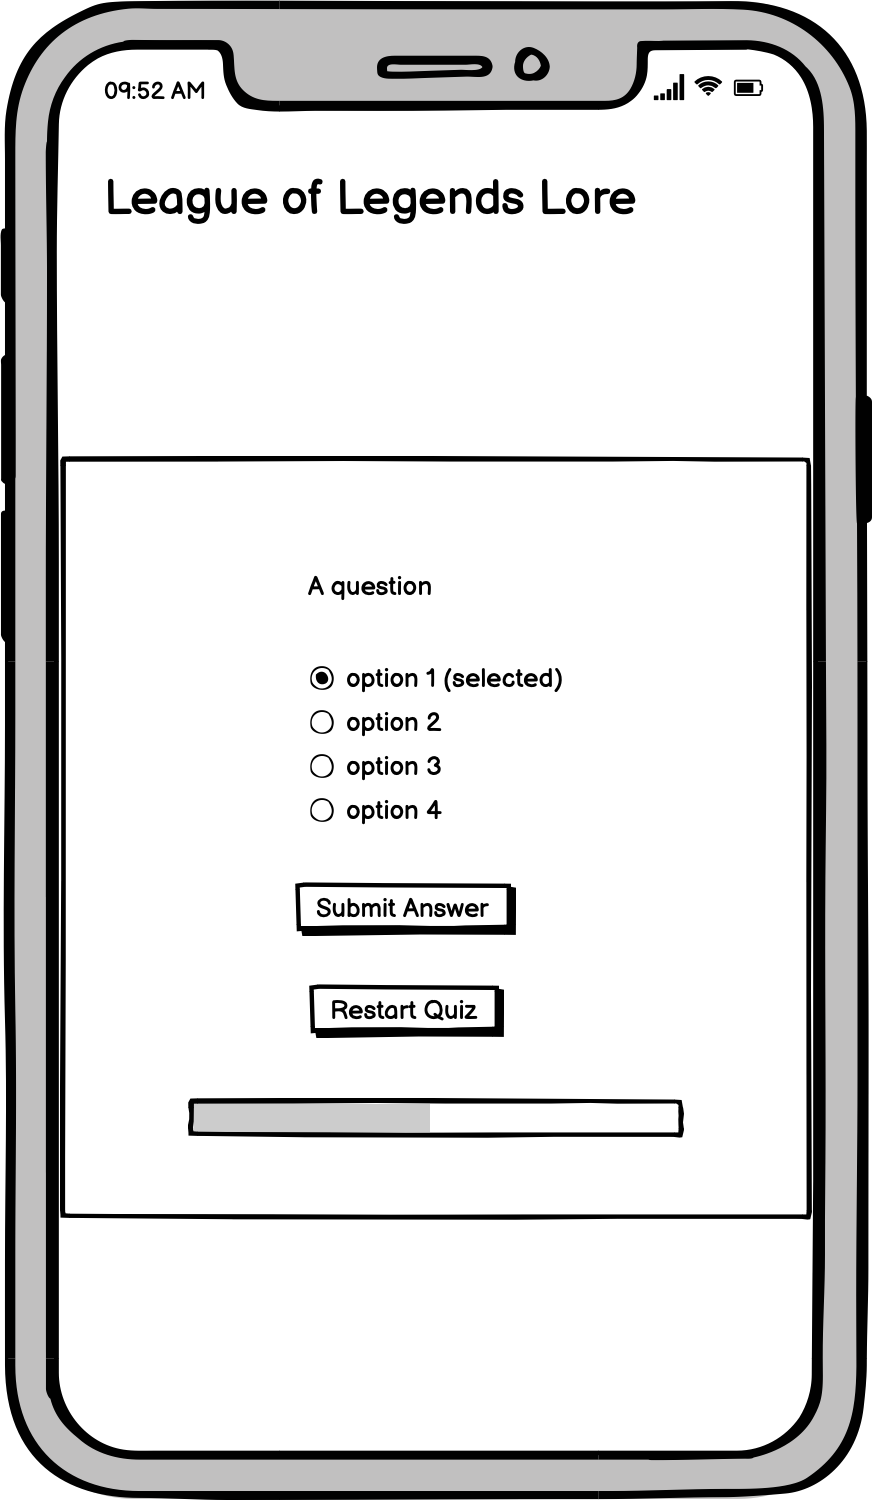 09:52 AM
League of Legends Lore
A question
option 1 (selected)
option 2
option 3
option 4
Submit Answer
Restart Quiz